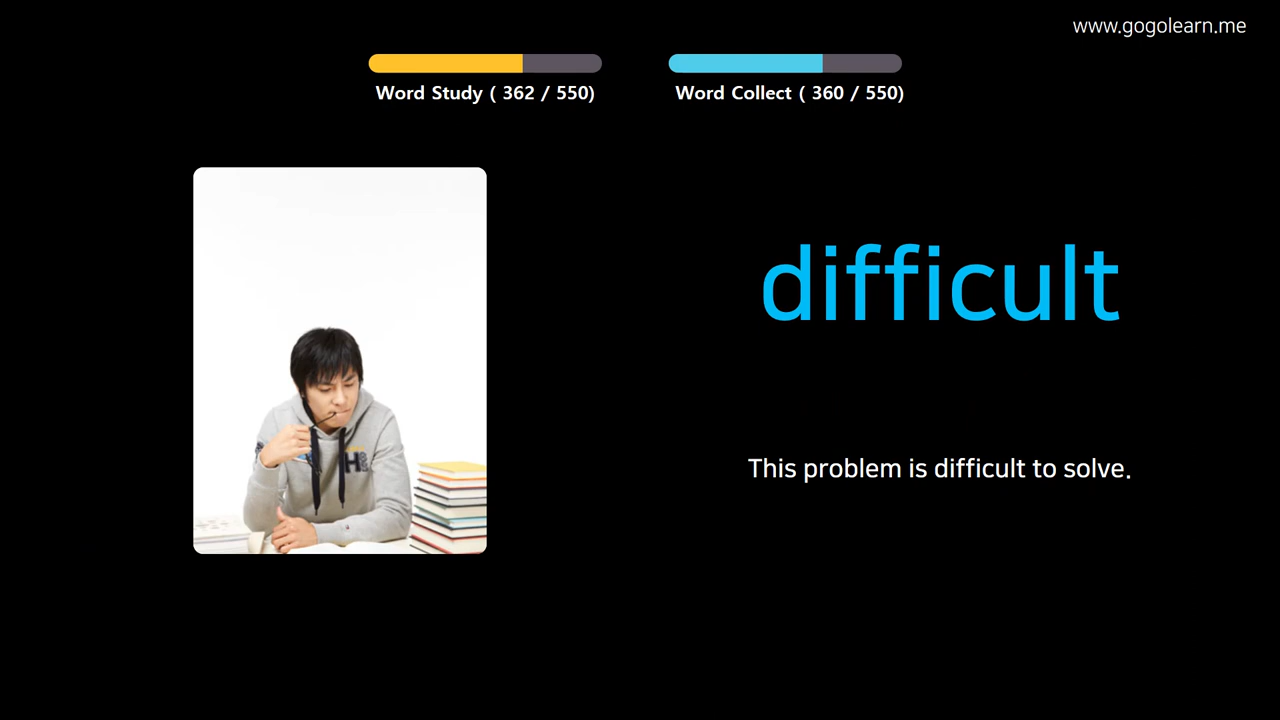 www.gogolearn.me
Word Study ( 362 / 550)
Word Collect ( 360 / 550)
difficult
H
This problem is difficult to solve.